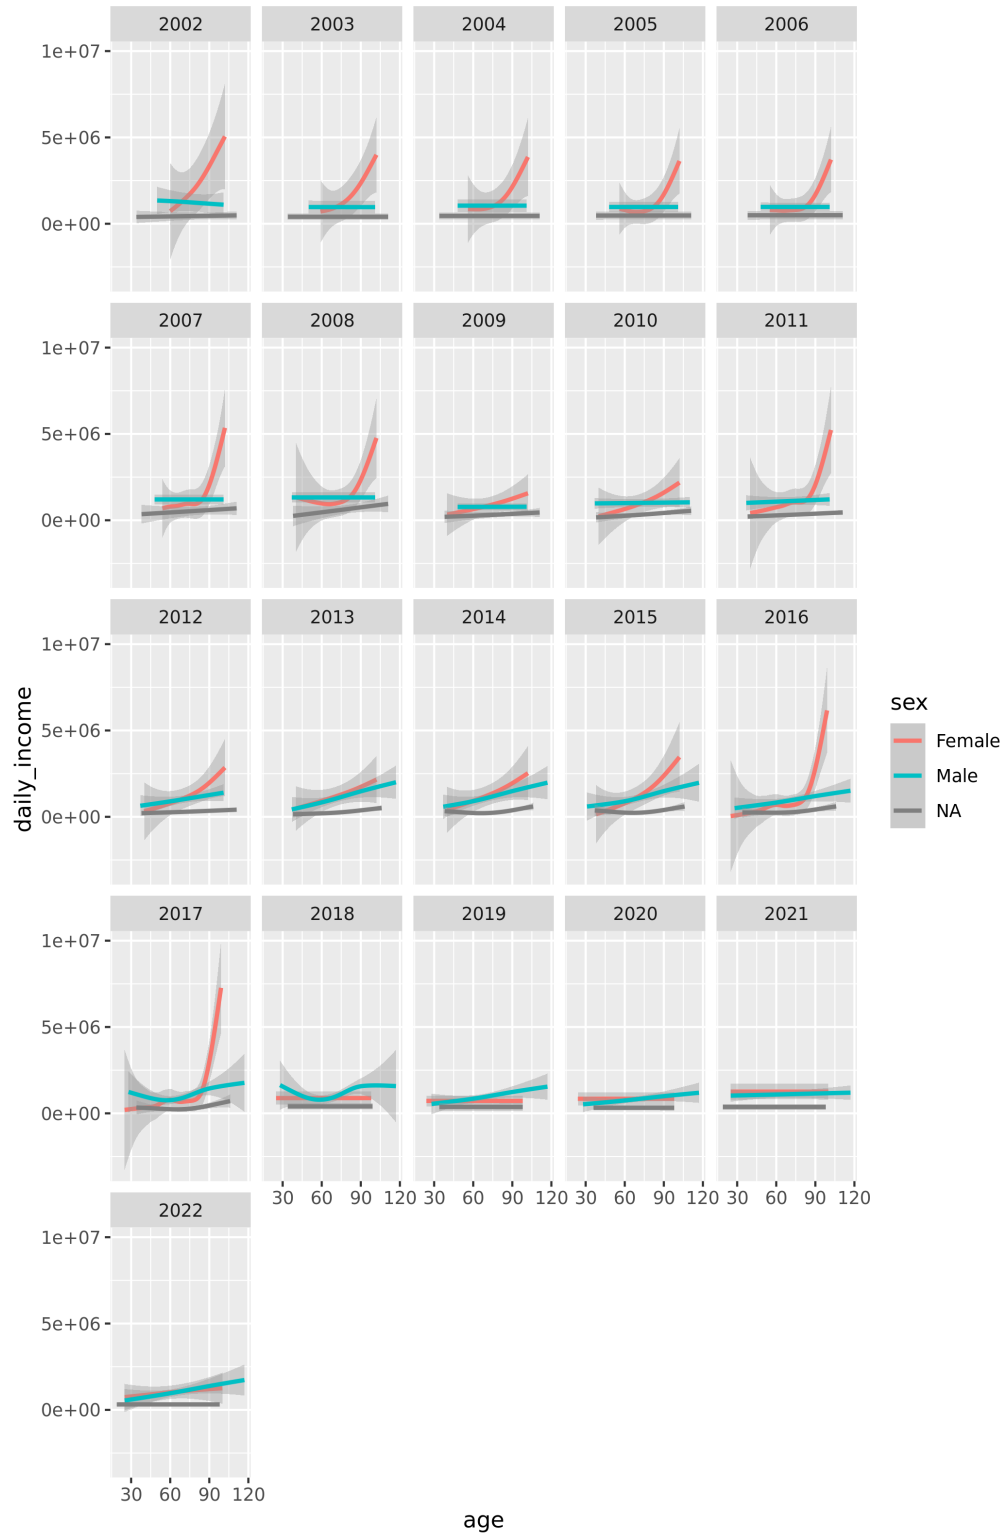 2002 2003 2004 2005 2006
1e+07
5e+06
0e+00
2007 2008 2009 2010 2011
1e+07
5e+06
0e+00
2012 2013 2014 2015 2016
1e+07
5e+06
0e+00
daily_income
sex
Female
Male
NA
2017 2018 2019 2020 2021
1e+07
5e+06
0e+00
30 60 90 120 30 60 90 120 30 60 90 120 30 60 90 120
2022
1e+07
5e+06
0e+00
30 60 90 120
age